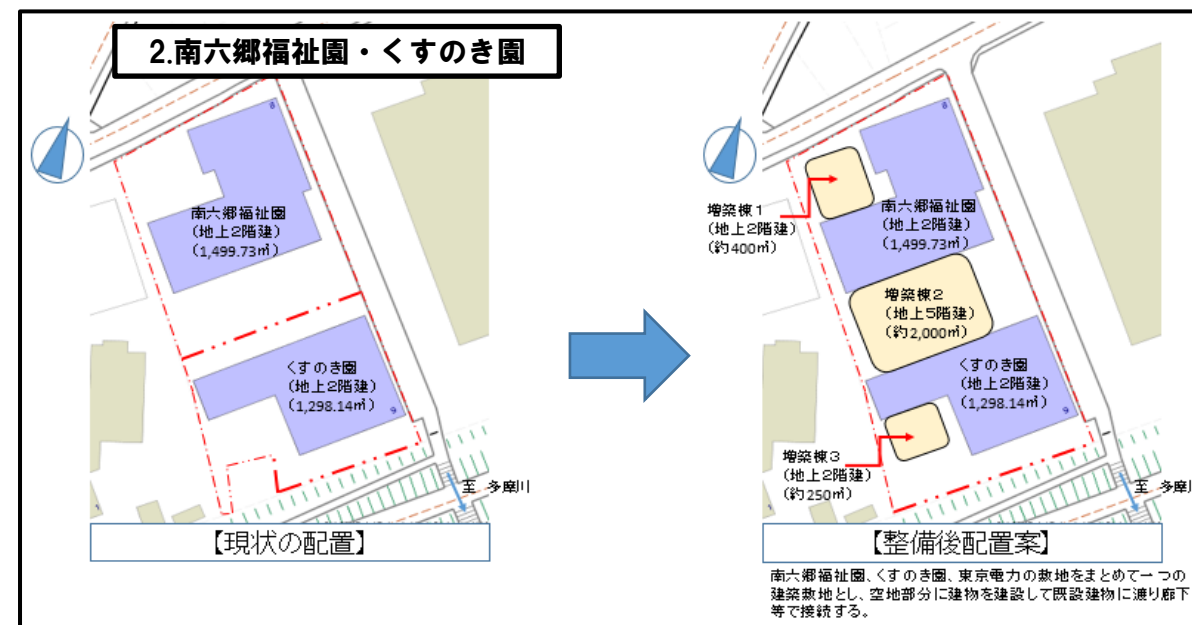 2.南六郷福祉園・くすのき園
8
南六郷福祉園
(地上2階建)
(1,499.73㎡)
くすのき園
(地上2階建)
(1,298.14㎡)
9
至 多摩川
【現状の配置】
8
増築棟1
(地上2階建)
(約400㎡)
南六郷福祉園
(地上2階建)
(1,499.73㎡)
増築棟2
(地上5階建)
(約2,000㎡)
くすのき園
(地上2階建)
(1,298.14㎡)
9
増築棟3
(地上2階建)
(約250㎡)
至 多摩川
【整備後配置案】
南六郷福祉園、くすのき園、東京電力の敷地をまとめて一つの
建築敷地とし、空地部分に建物を建設して既設建物に渡り廊下
等で接続する。